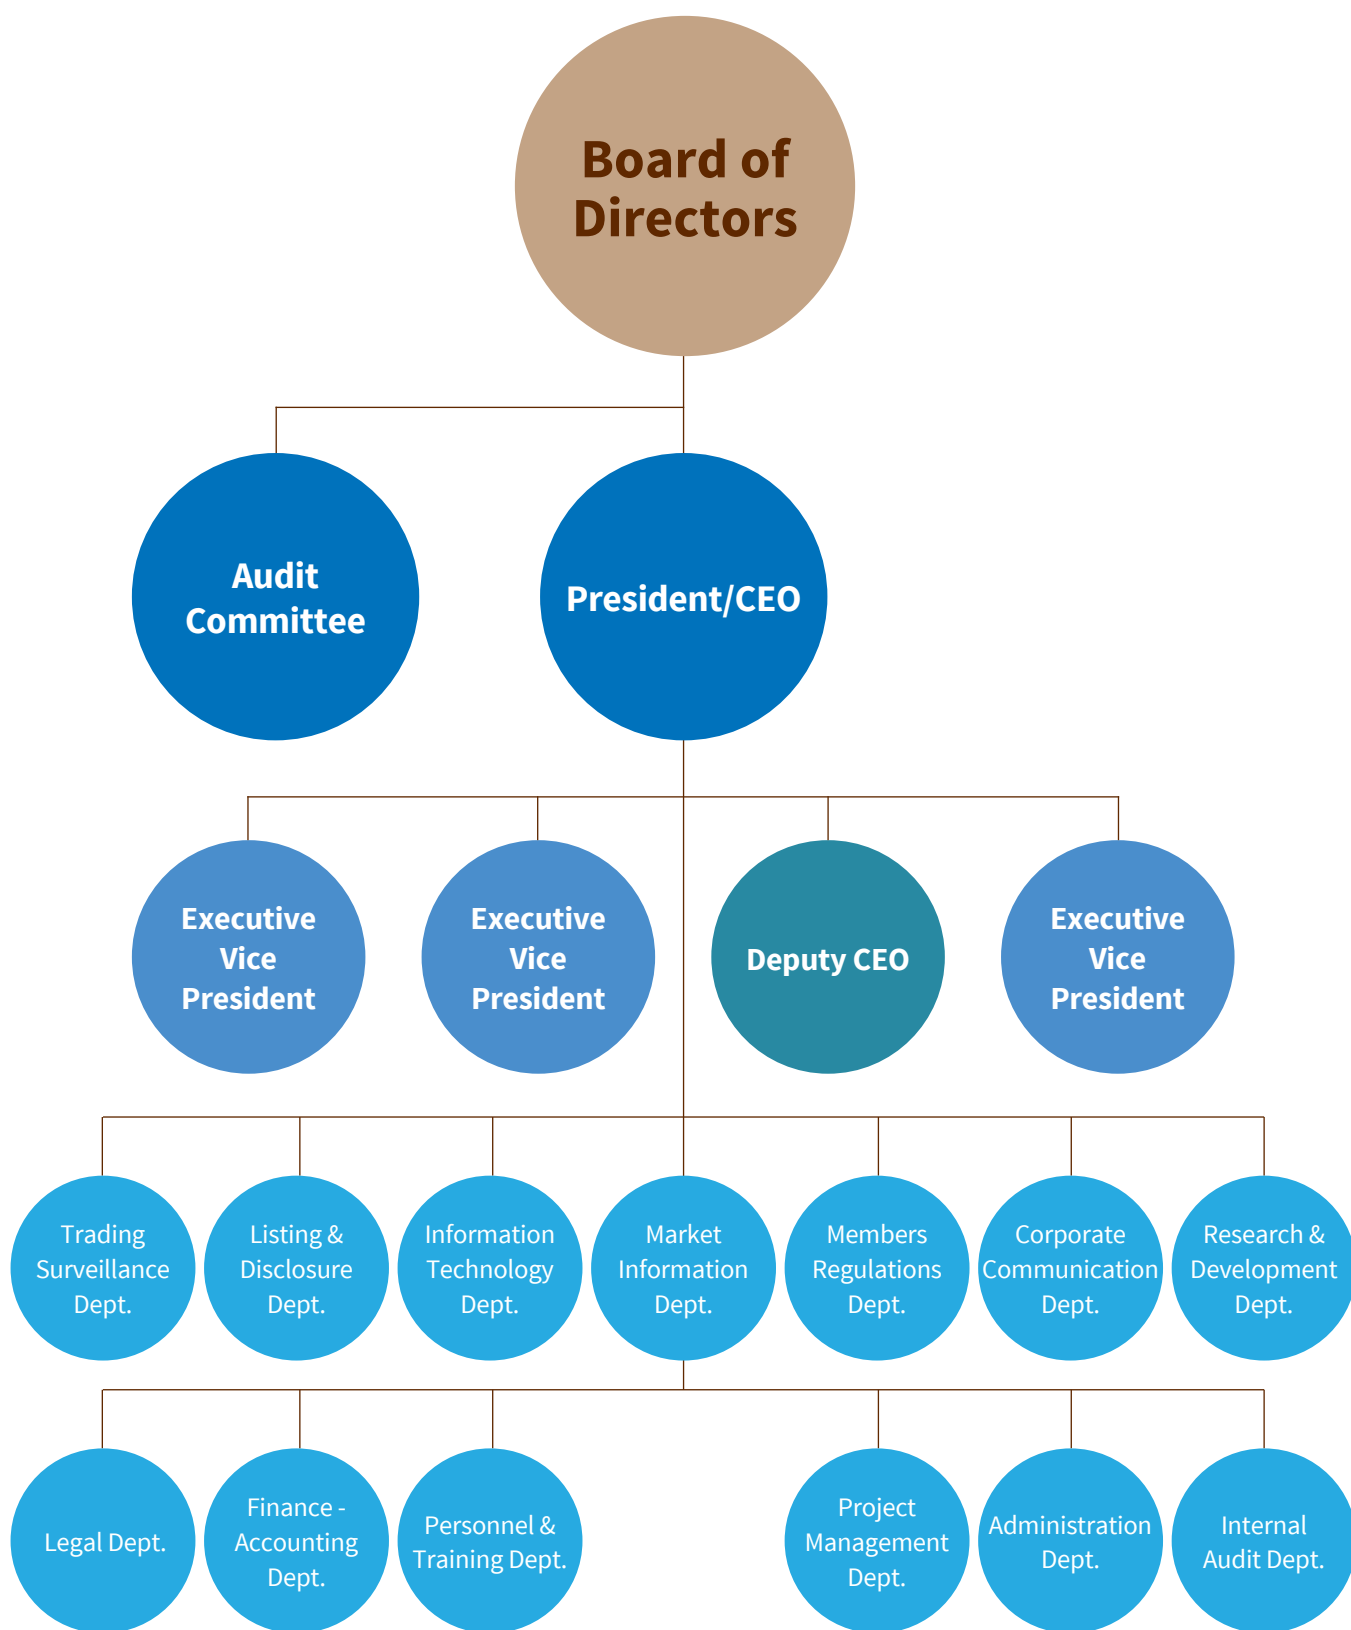 Board of
Directors
Audit
Committee
President/CEO
Executive
Vice
President
Executive
Vice
President
Deputy CEO
Executive
Vice
President
Trading
Surveillance
Dept.
Listing &
Disclosure
Dept.
Information
Technology
Dept.
Market
Information
Dept.
Members
Regulations
Dept.
Corporate
Communication
Dept.
Research &
Development
Dept.
Legal Dept.
Finance -
Accounting
Dept.
Personnel &
Training Dept.
Project
Management
Dept.
Administration
Dept.
Internal
Audit Dept.